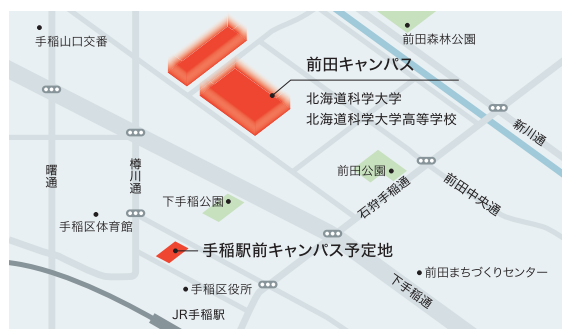 手稲山口交番
前田森林公園
前田キャンパス
北海道科学大学
北海道科学大学高等学校
新川通
曙通
樽川通
前田公園
石狩手稲通
前田中央通
下手稲公園
手稲区体育館
手稲駅前キャンパス予定地
下手稲通
前田まちづくりセンター
手稲区役所
JR手稲駅